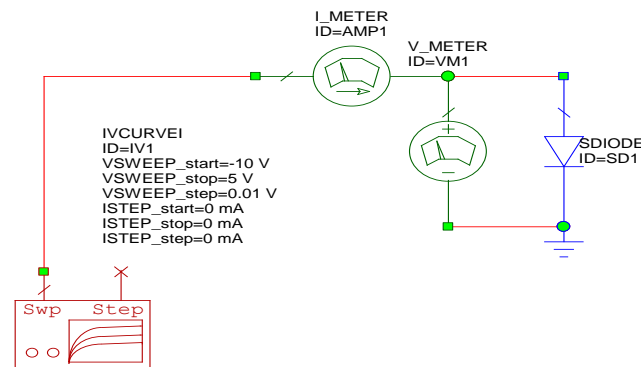 I_METER
ID=AMP1
V_METER
ID=VM1
IVCURVEI
ID=IV1
VSWEEP_start=-10 V
VSWEEP_stop=5 V
VSWEEP_step=0.01 V
ISTEP_start=0 mA
ISTEP_stop=0 mA
ISTEP_step=0 mA
SDIODE
ID=SD1
Swp Step